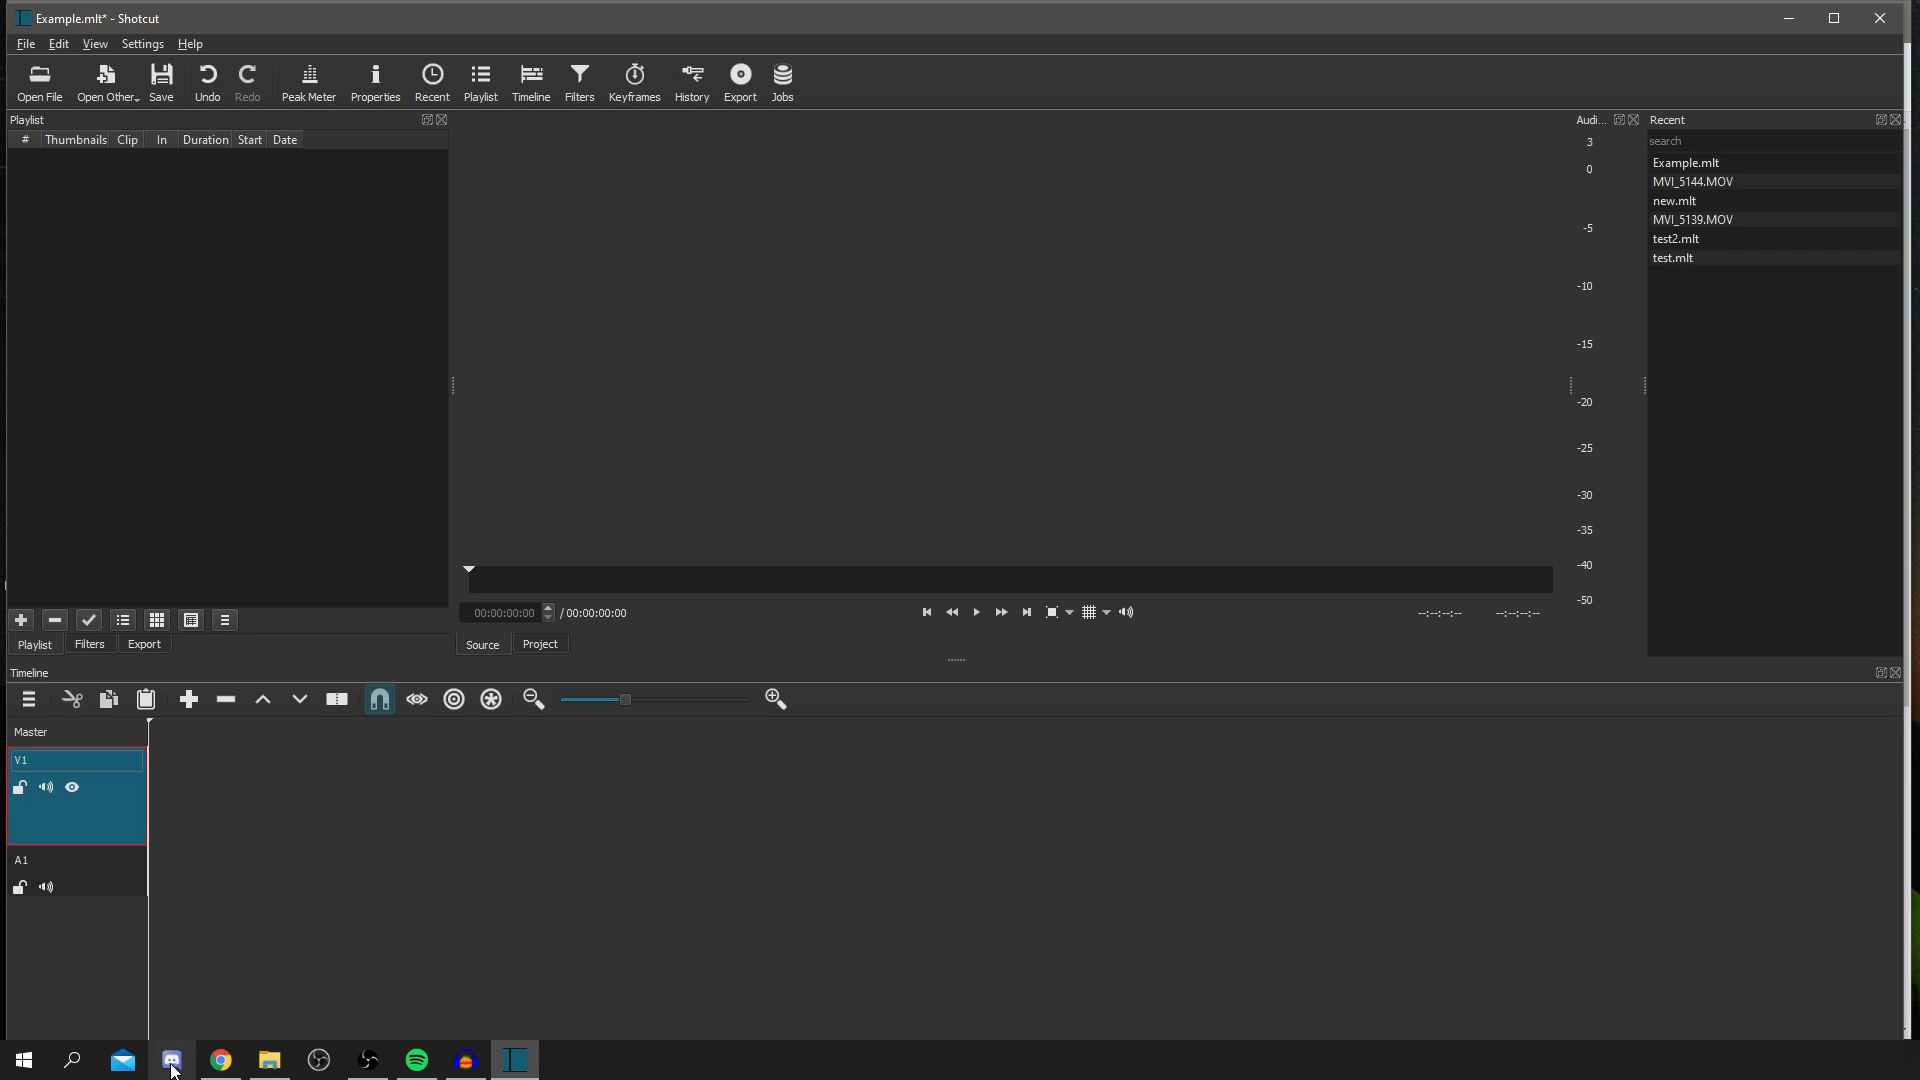 Example.mlt* - Shotcut
File Edit View Settings Help
Open File Open Other.. Save Undo Redo Peak Meter Properties Recent Playlist Timeline Filters Keyframes History Export Jobs
Playlist
# Thumbnails Clip In Duration Start Date
Audi...
3
0
-5
-10
-15
-20
-25
-30
-35
-40
-50
Recent
search
Example.mlt
MVI_5144.MOV
new.mlt
MVI_5139.MOV
test2.mlt
test.mlt
00:00:00:00 / 00:00:00:00
--:--:--:-- --:--:--:--
Playlist Filters Export
Source Project
Timeline
Master
V1
A1